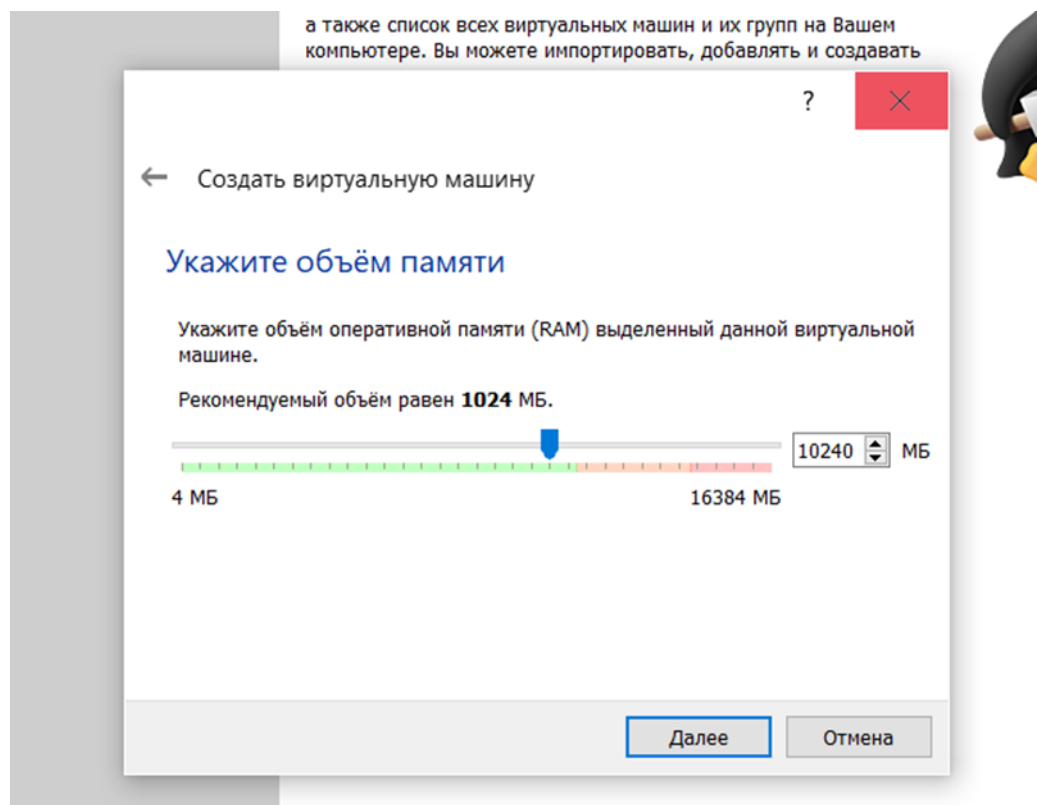 а также список всех виртуальных машин и их групп на Вашем
компьютере. Вы можете импортировать, добавлять и создавать
?
Создать виртуальную машину
Укажите объём памяти
Укажите объём оперативной памяти (RAM) выделенный данной виртуальной
машине.
Рекомендуемый объём равен 1024 МБ.
10240 МБ
4 МБ 16384 МБ
Далее Отмена